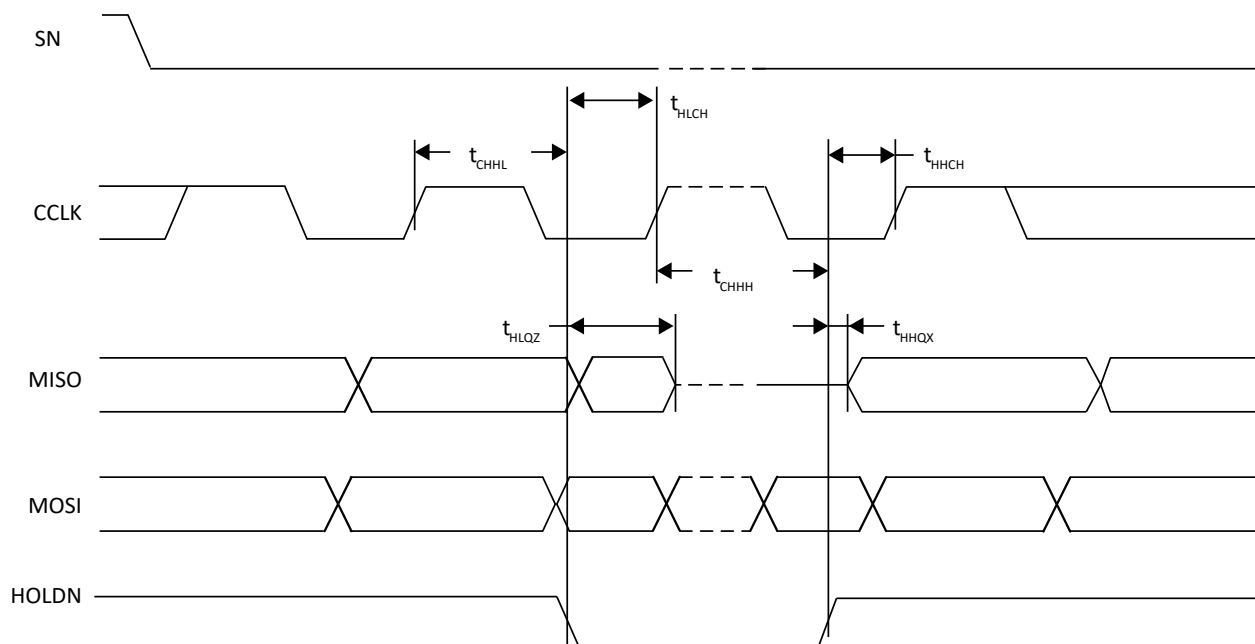 SN
tHLCH
tCHHL
tHHCH
CCLK
tCHHH
tHLQZ
tHHQX
MISO
MOSI
HOLDN